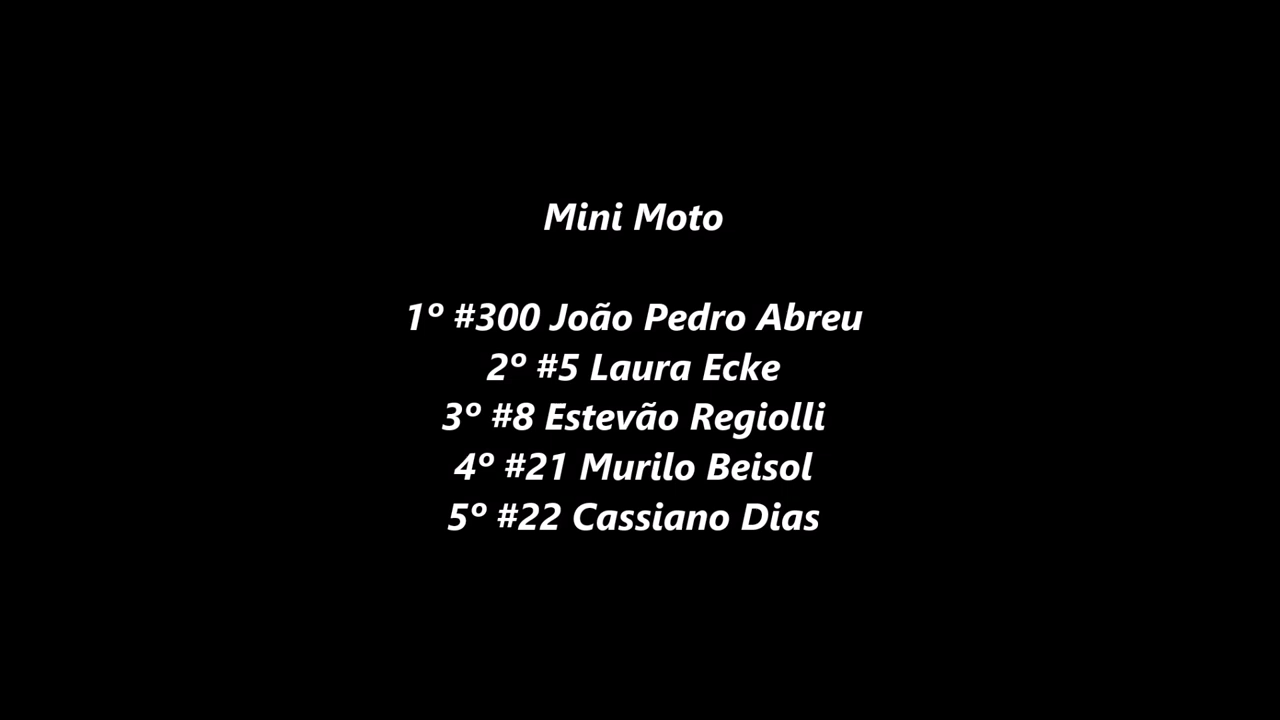 Mini Moto
1º #300 João Pedro Abreu
2º #5 Laura Ecke
3º #8 Estevão Regiolli
4º #21 Murilo Beisol
5º #22 Cassiano Dias